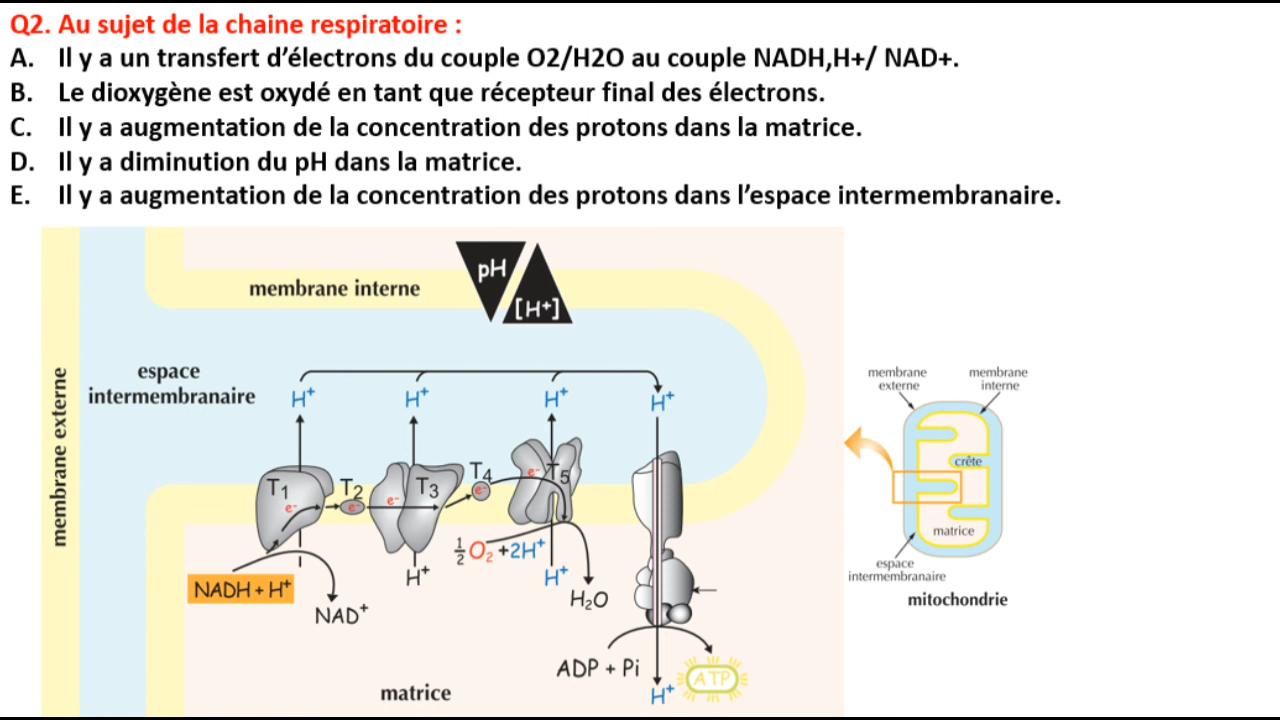 Q2. Au sujet de la chaine respiratoire :
A. Il y a un transfert d'électrons du couple O2/H2O au couple NADH,H+/ NAD+.
B. Le dioxygène est oxydé en tant que récepteur final des électrons.
C. Il y a augmentation de la concentration des protons dans la matrice.
D. Il y a diminution du pH dans la matrice.
E. Il y a augmentation de la concentration des protons dans l'espace intermembranaire.
pH
[H⁺]
membrane interne
membrane externe
espace
intermembranaire
H⁺
H⁺
H⁺
H⁺
T1
e-
T2
e-
e-
T3
T4
e-
e-
T5
½O₂+2H⁺
NADH + H⁺
NAD⁺
H⁺
H⁺
H₂O
ADP + Pi
ATP
H⁺
matrice
membrane
externe
membrane
interne
crête
matrice
espace
intermembranaire
mitochondrie